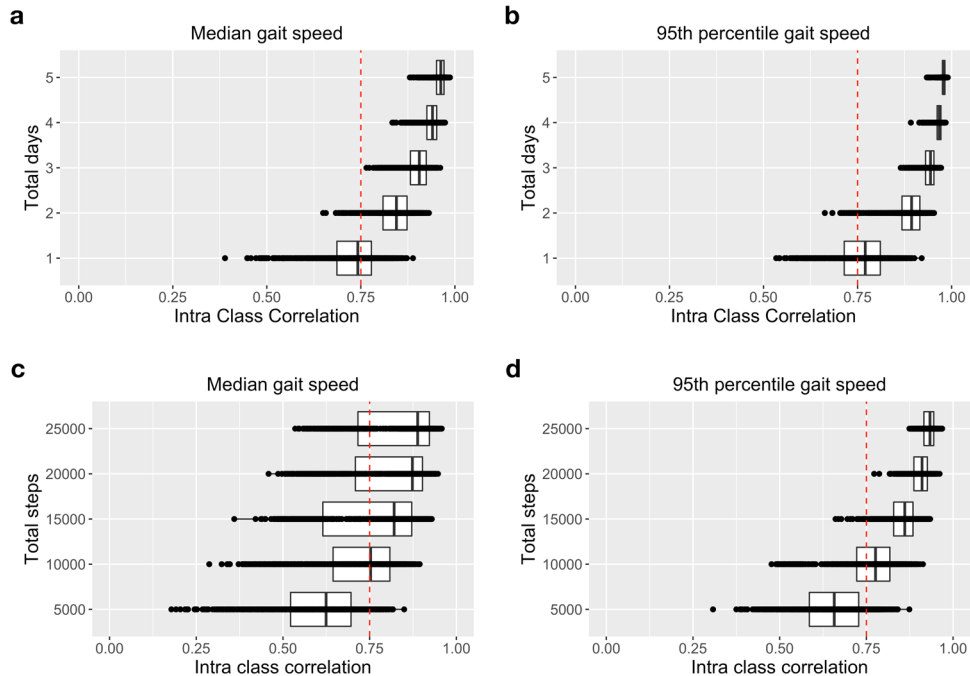 a
Median gait speed
Total days
5
4
3
2
1
0.00 0.25 0.50 0.75 1.00
Intra Class Correlation
b
95th percentile gait speed
Total days
5
4
3
2
1
0.00 0.25 0.50 0.75 1.00
Intra Class Correlation
c
Median gait speed
Total steps
25000
20000
15000
10000
5000
0.00 0.25 0.50 0.75 1.00
Intra class correlation
d
95th percentile gait speed
Total steps
25000
20000
15000
10000
5000
0.00 0.25 0.50 0.75 1.00
Intra class correlation